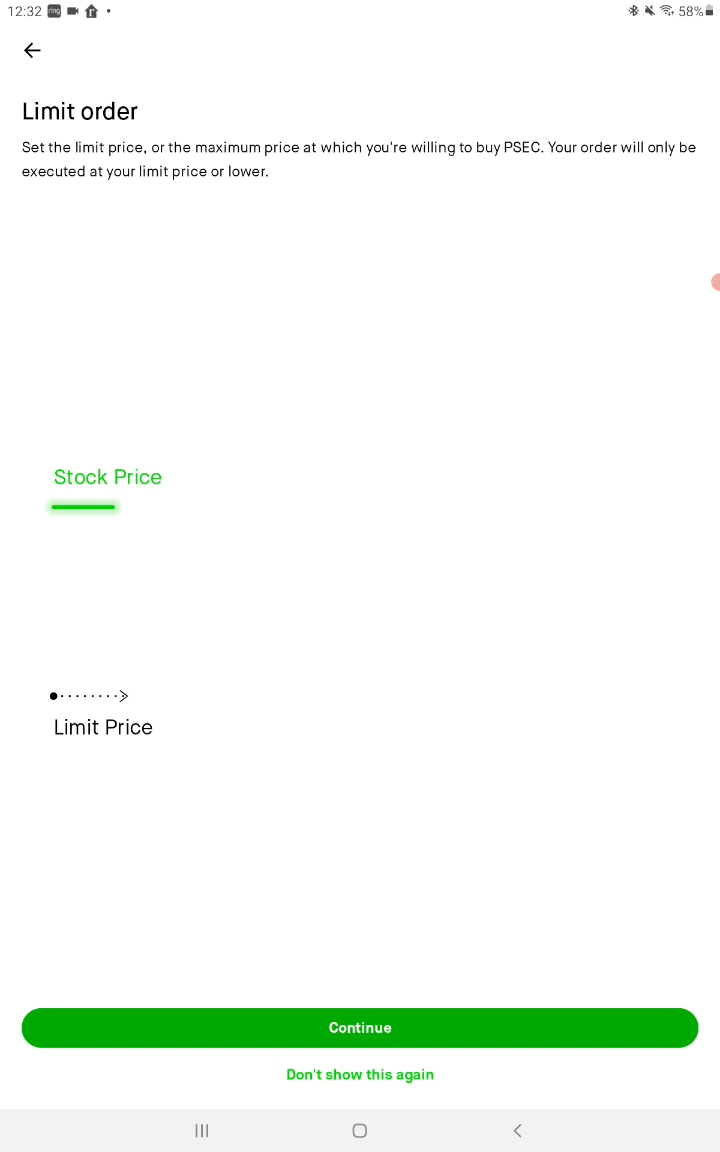 12:32 ring 58%
Limit order
Set the limit price, or the maximum price at which you're willing to buy PSEC. Your order will only be
executed at your limit price or lower.
Stock Price
Limit Price
Continue
Don't show this again